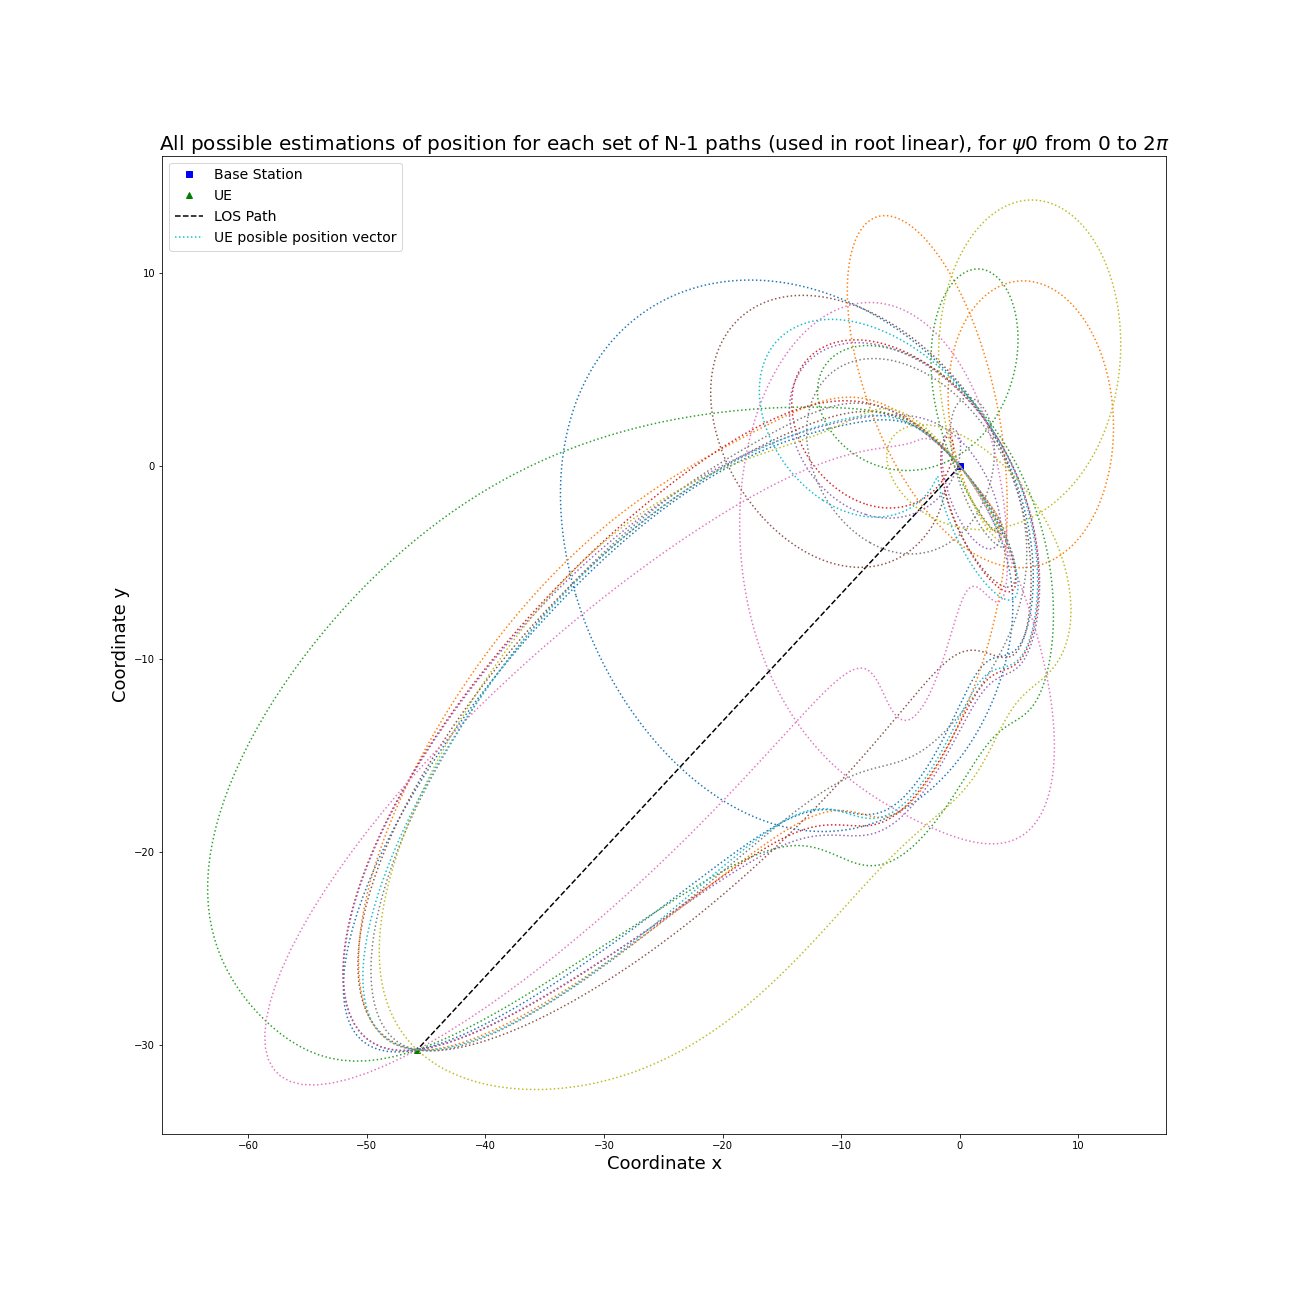 All possible estimations of position for each set of N-1 paths (used in root linear), for ψ0 from 0 to 2π
Base Station
UE
LOS Path
UE posible position vector
10
0
−10
−20
−30
Coordinate y
−60
−50
−40
−30
−20
−10
0
10
Coordinate x